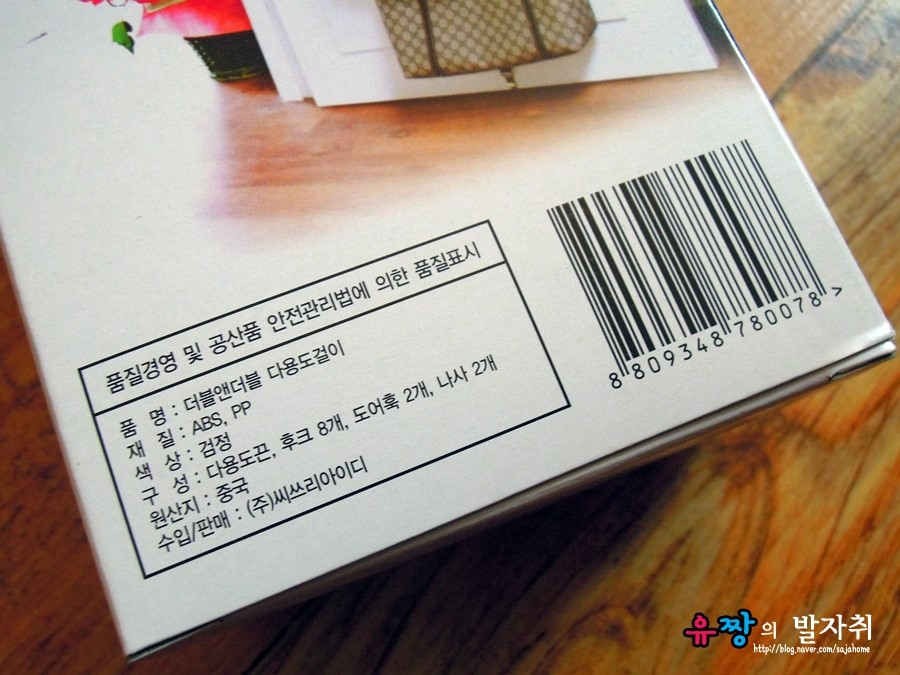 품질경영 및 공산품 안전관리법에 의한 품질표시
품 명 : 더블앤더블 다용도걸이
재 질 : ABS, PP
색 상 : 검정
구 성 : 다용도끈, 후크 8개, 도어훅 2개, 나사 2개
원산지 : 중국
수입/판매 : (주)씨쓰리아이디
8 809348 780078 >
유짱의 발자취
http://blog.naver.com/sajahome